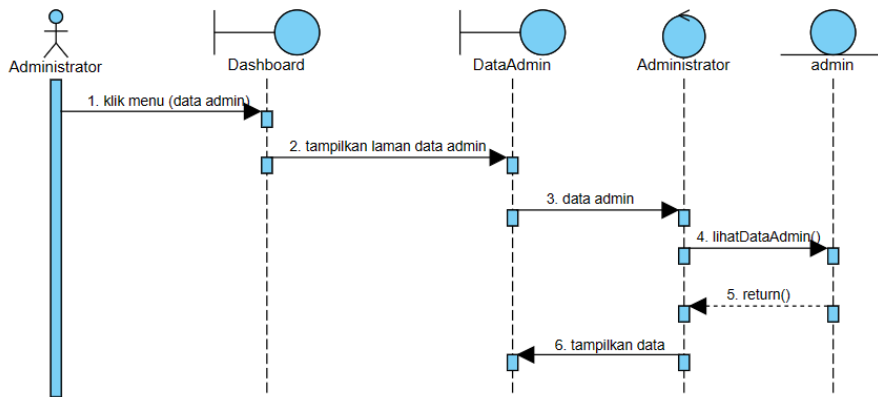 Administrator
Dashboard
DataAdmin
Administrator
admin
1. klik menu (data admin)
2. tampilkan laman data admin
3. data admin
4. lihatDataAdmin()
5. return()
6. tampilkan data